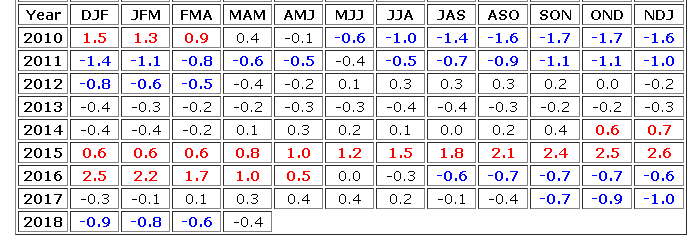 Year DJF JFM FMA MAM AMJ MJJ JJA JAS ASO SON OND NDJ
2010 1.5 1.3 0.9 0.4 -0.1 -0.6 -1.0 -1.4 -1.6 -1.7 -1.7 -1.6
2011 -1.4 -1.1 -0.8 -0.6 -0.5 -0.4 -0.5 -0.7 -0.9 -1.1 -1.1 -1.0
2012 -0.8 -0.6 -0.5 -0.4 -0.2 0.1 0.3 0.3 0.3 0.2 0.0 -0.2
2013 -0.4 -0.3 -0.2 -0.2 -0.3 -0.3 -0.4 -0.4 -0.3 -0.2 -0.2 -0.3
2014 -0.4 -0.4 -0.2 0.1 0.3 0.2 0.1 0.0 0.2 0.4 0.6 0.7
2015 0.6 0.6 0.6 0.8 1.0 1.2 1.5 1.8 2.1 2.4 2.5 2.6
2016 2.5 2.2 1.7 1.0 0.5 0.0 -0.3 -0.6 -0.7 -0.7 -0.7 -0.6
2017 -0.3 -0.1 0.1 0.3 0.4 0.4 0.2 -0.1 -0.4 -0.7 -0.9 -1.0
2018 -0.9 -0.8 -0.6 -0.4